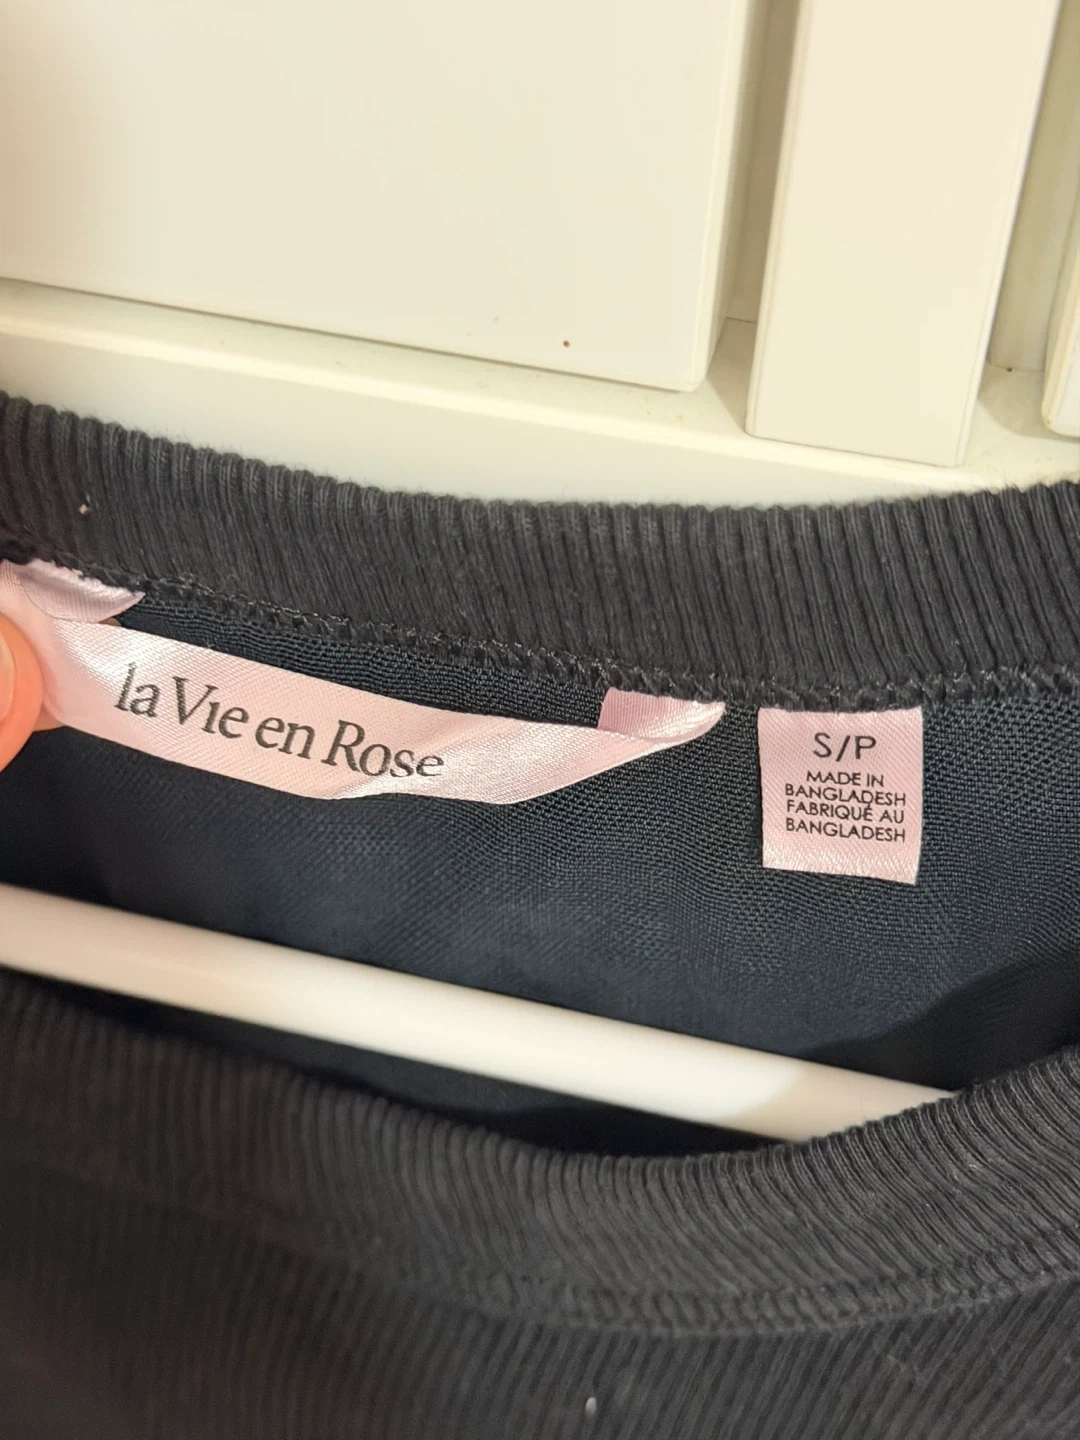 la Vie en Rose
S/P
MADE IN
BANGLADESH
FABRIQUÉ AU
BANGLADESH